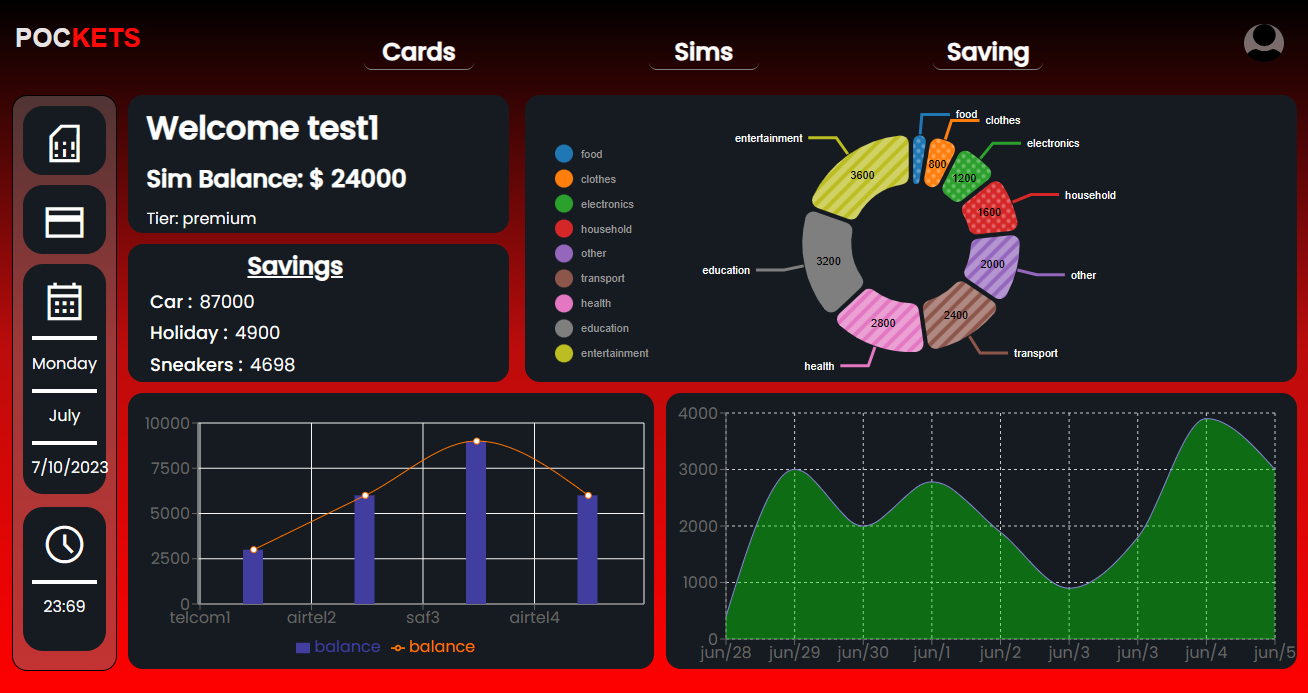 POCKETS
Cards
Sims
Saving
Monday
July
7/10/2023
23:69
Welcome test1
Sim Balance: $ 24000
Tier: premium
Savings
Car : 87000
Holiday : 4900
Sneakers : 4698
food
clothes
electronics
household
other
transport
health
education
entertainment
food
clothes
800
electronics
1200
household
1600
other
2000
transport
2400
health
2800
education
3200
entertainment
3600
10000
7500
5000
2500
0
telcom1 airtel2 saf3 airtel4
balance balance
4000
3000
2000
1000
0
jun/28 jun/29 jun/30 jun/1 jun/2 jun/3 jun/3 jun/4 jun/5